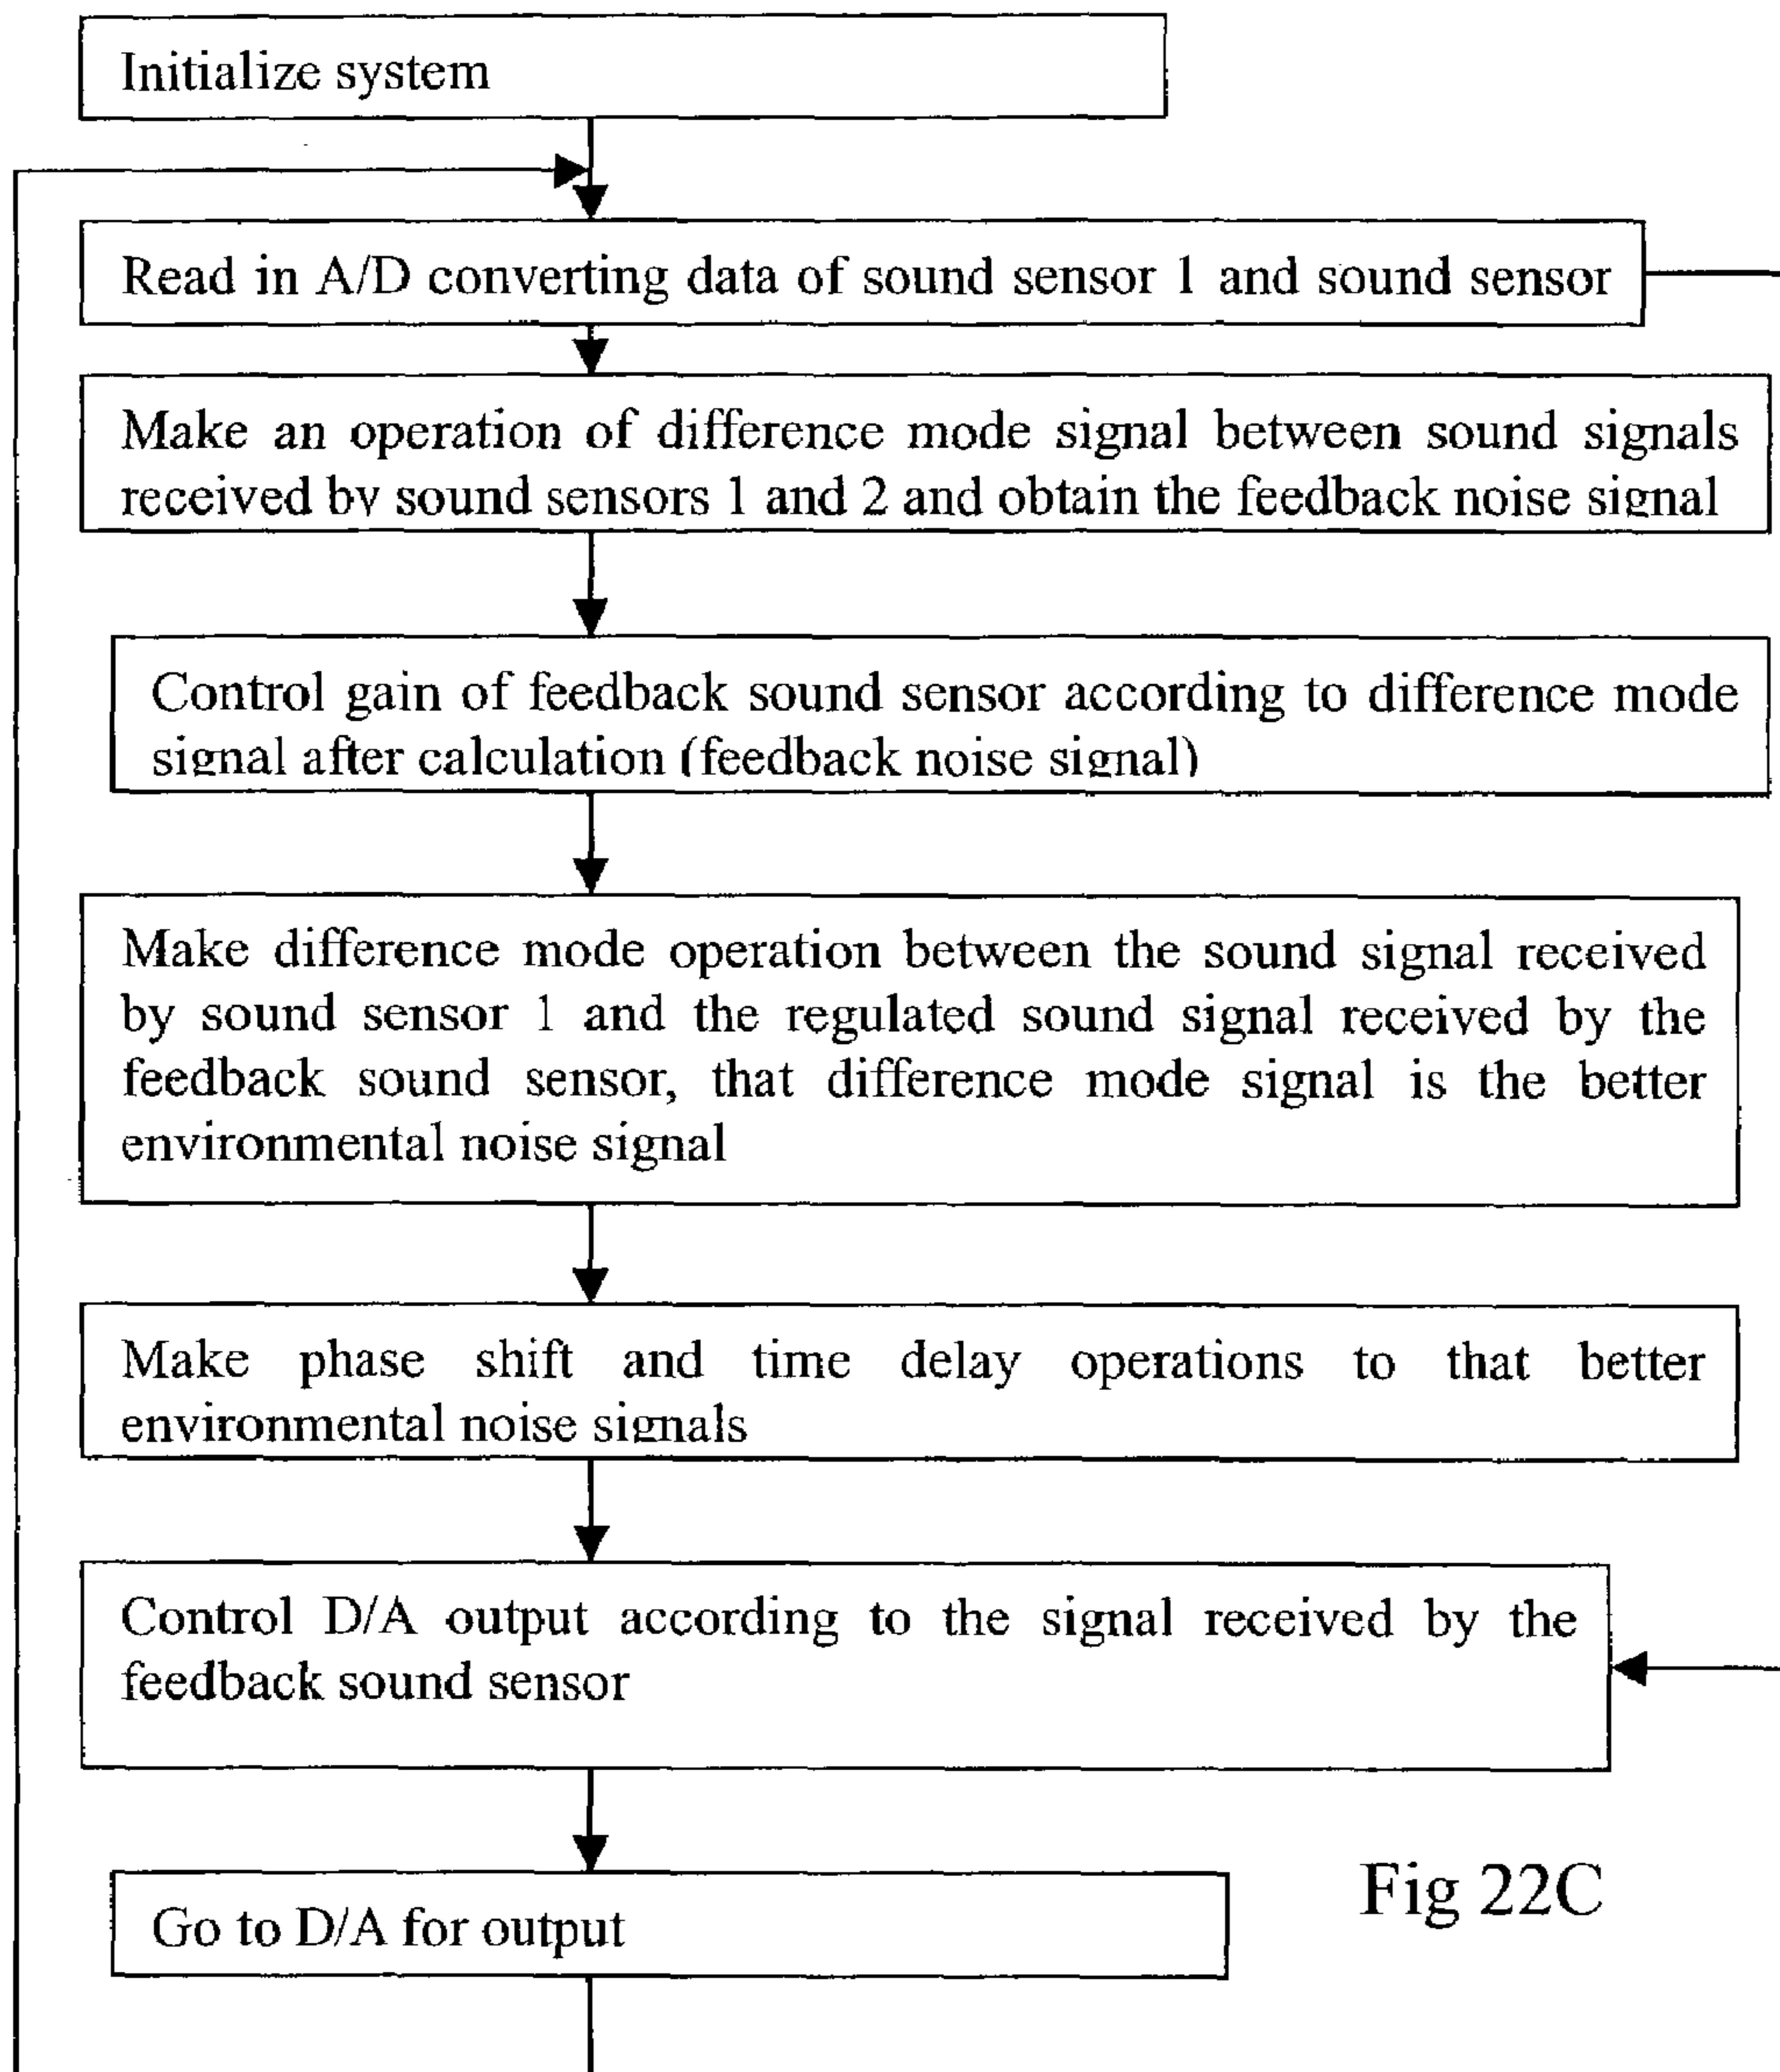 Initialize system
Read in A/D converting data of sound sensor 1 and sound sensor
Make an operation of difference mode signal between sound signals
received by sound sensors 1 and 2 and obtain the feedback noise signal
Control gain of feedback sound sensor according to difference mode
signal after calculation (feedback noise signal)
Make difference mode operation between the sound signal received
by sound sensor 1 and the regulated sound signal received by the
feedback sound sensor, that difference mode signal is the better
environmental noise signal
Make phase shift and time delay operations to that better
environmental noise signals
Control D/A output according to the signal received by the
feedback sound sensor
Go to D/A for output
Fig 22C